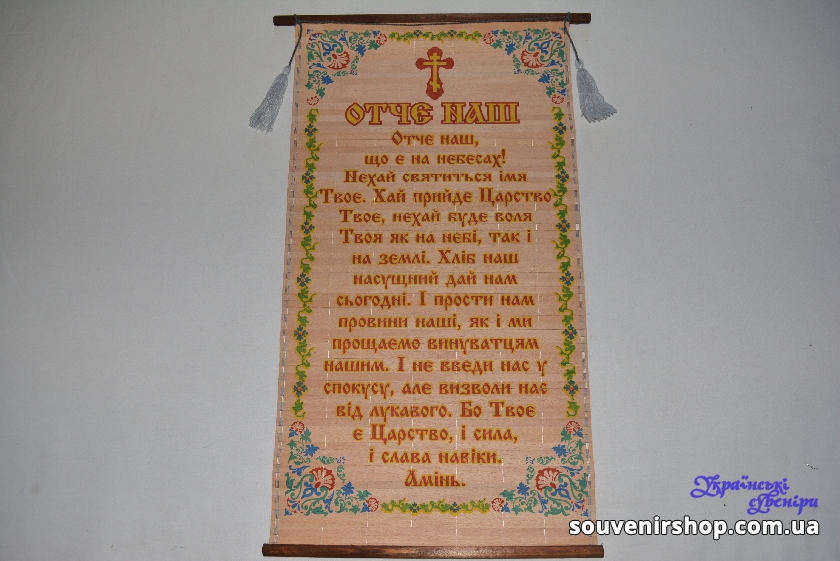 ОТЧЕ НАШ
Отче наш,
що є на небесах!
Нехай святиться імя
Твоє. Хай прийде Царство
Твоє, нехай буде воля
Твоя як на небі, так і
на землі. Хліб наш
насущний дай нам
сьогодні. І прости нам
провини наші, як і ми
прощаємо винуватцям
нашим. І не введи нас у
спокусу, але визволи нас
від лукавого. Бо Твоє
є Царство, і сила,
і слава навіки.
Амінь.
Українські
сувеніри
souvenirshop.com.ua